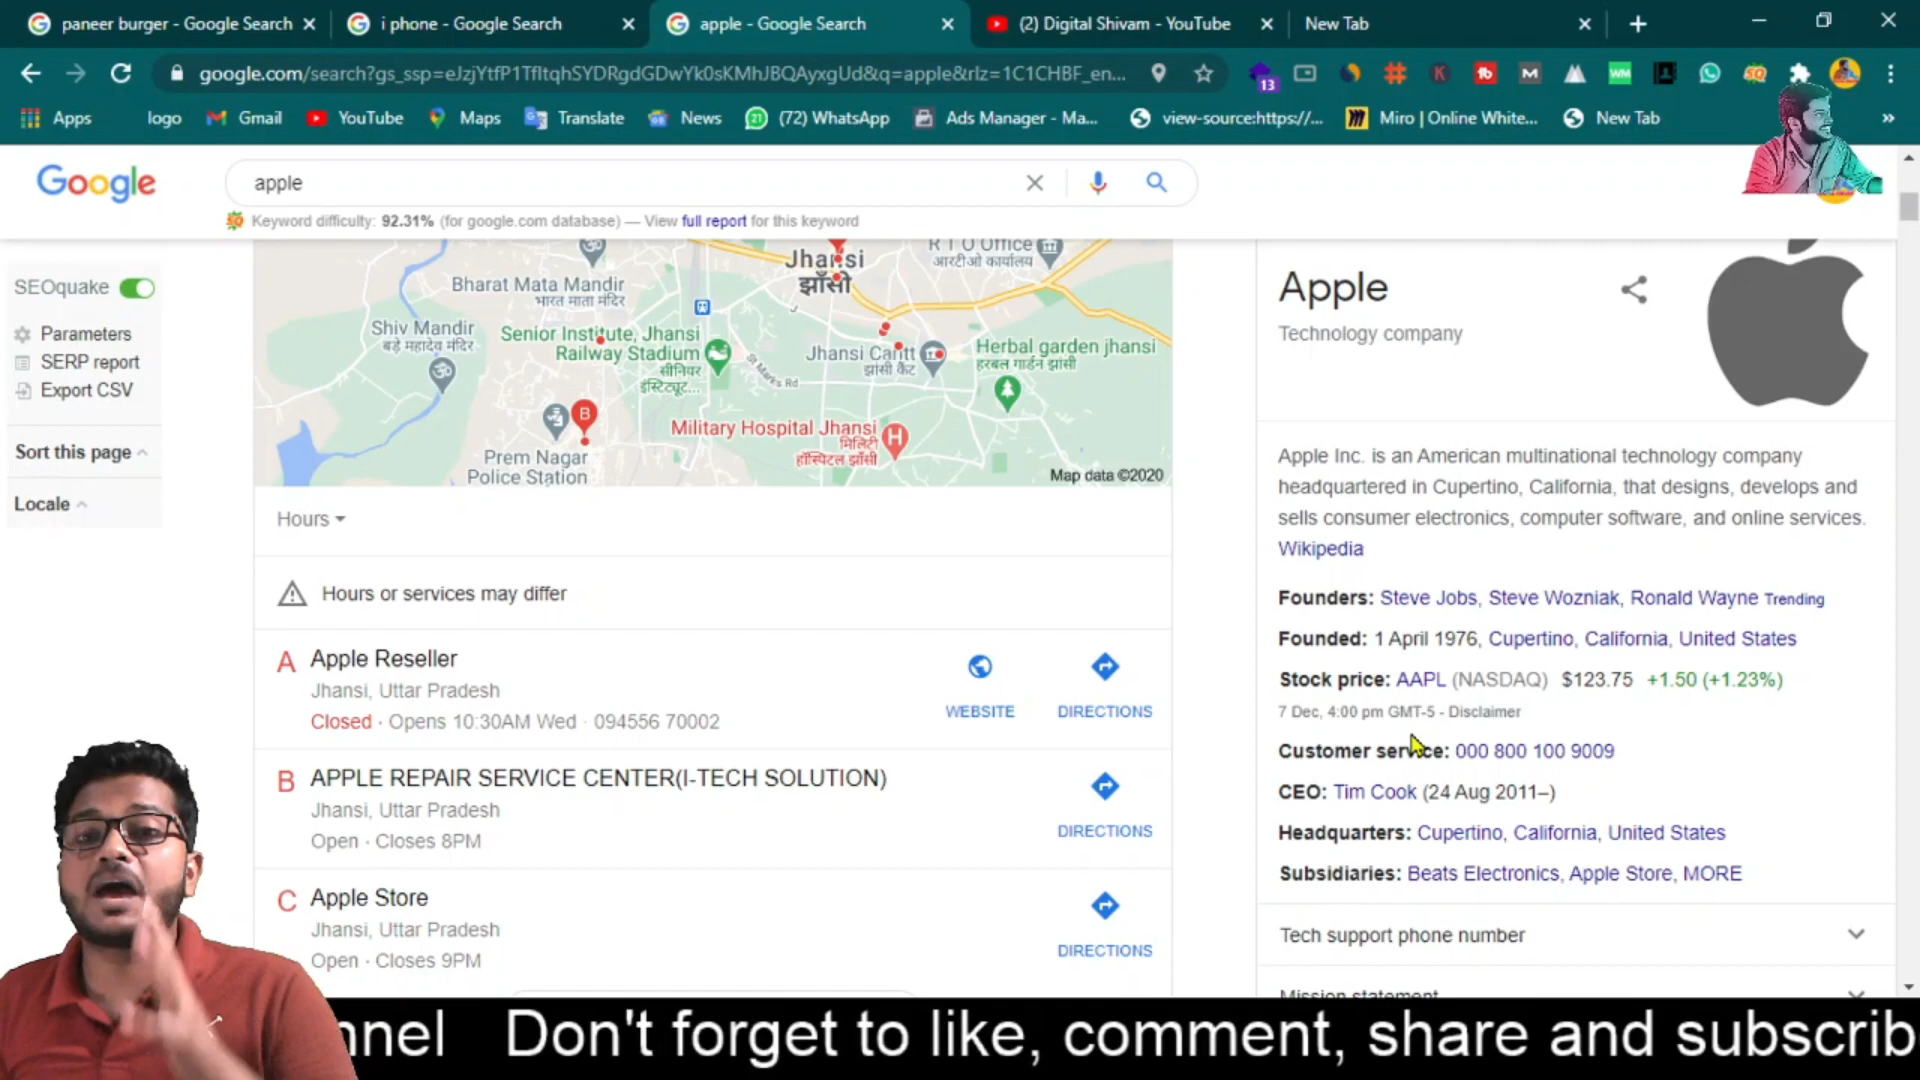 paneer burger - Google Search
i phone - Google Search
apple - Google Search
(2) Digital Shivam - YouTube
New Tab
google.com/search?gs_ssp=eJzjYtfP1TfItqhSYDRgdGDwYk0sKMhJBQAyxgUd&q=apple&rlz=1C1CHBF_en...
13
Apps
logo
Gmail
YouTube
Maps
Translate
News
(72) WhatsApp
Ads Manager - Ma...
view-source:https://...
Miro | Online White...
New Tab
Google
apple
Keyword difficulty: 92.31% (for google.com database) — View full report for this keyword
SEOquake
Parameters
SERP report
Export CSV
Sort this page
Locale
Jhansi
झाँसी
R T O Office
आरटीओ कार्यालय
Bharat Mata Mandir
भारत माता मंदिर
Shiv Mandir
बड़े महादेव मंदिर
Senior Institute, Jhansi
Railway Stadium
सीनियर
इंस्टिट्यूट,...
St Marks Rd
Jhansi Cantt
झांसी कैंट
Herbal garden jhansi
हरबल गार्डन झांसी
B
Military Hospital Jhansi
मिलिट्री
हॉस्पिटल झाँसी
H
Prem Nagar
Police Station
Map data ©2020
Hours
Hours or services may differ
A Apple Reseller
Jhansi, Uttar Pradesh
Closed · Opens 10:30AM Wed · 094556 70002
WEBSITE
DIRECTIONS
B APPLE REPAIR SERVICE CENTER(I-TECH SOLUTION)
Jhansi, Uttar Pradesh
Open · Closes 8PM
DIRECTIONS
C Apple Store
Jhansi, Uttar Pradesh
Open · Closes 9PM
DIRECTIONS
Apple
Technology company
Apple Inc. is an American multinational technology company
headquartered in Cupertino, California, that designs, develops and
sells consumer electronics, computer software, and online services.
Wikipedia
Founders: Steve Jobs, Steve Wozniak, Ronald Wayne Trending
Founded: 1 April 1976, Cupertino, California, United States
Stock price: AAPL (NASDAQ) $123.75 +1.50 (+1.23%)
7 Dec, 4:00 pm GMT-5 - Disclaimer
Customer service: 000 800 100 9009
CEO: Tim Cook (24 Aug 2011–)
Headquarters: Cupertino, California, United States
Subsidiaries: Beats Electronics, Apple Store, MORE
Tech support phone number
Mission statement
nnel Don't forget to like, comment, share and subscrib